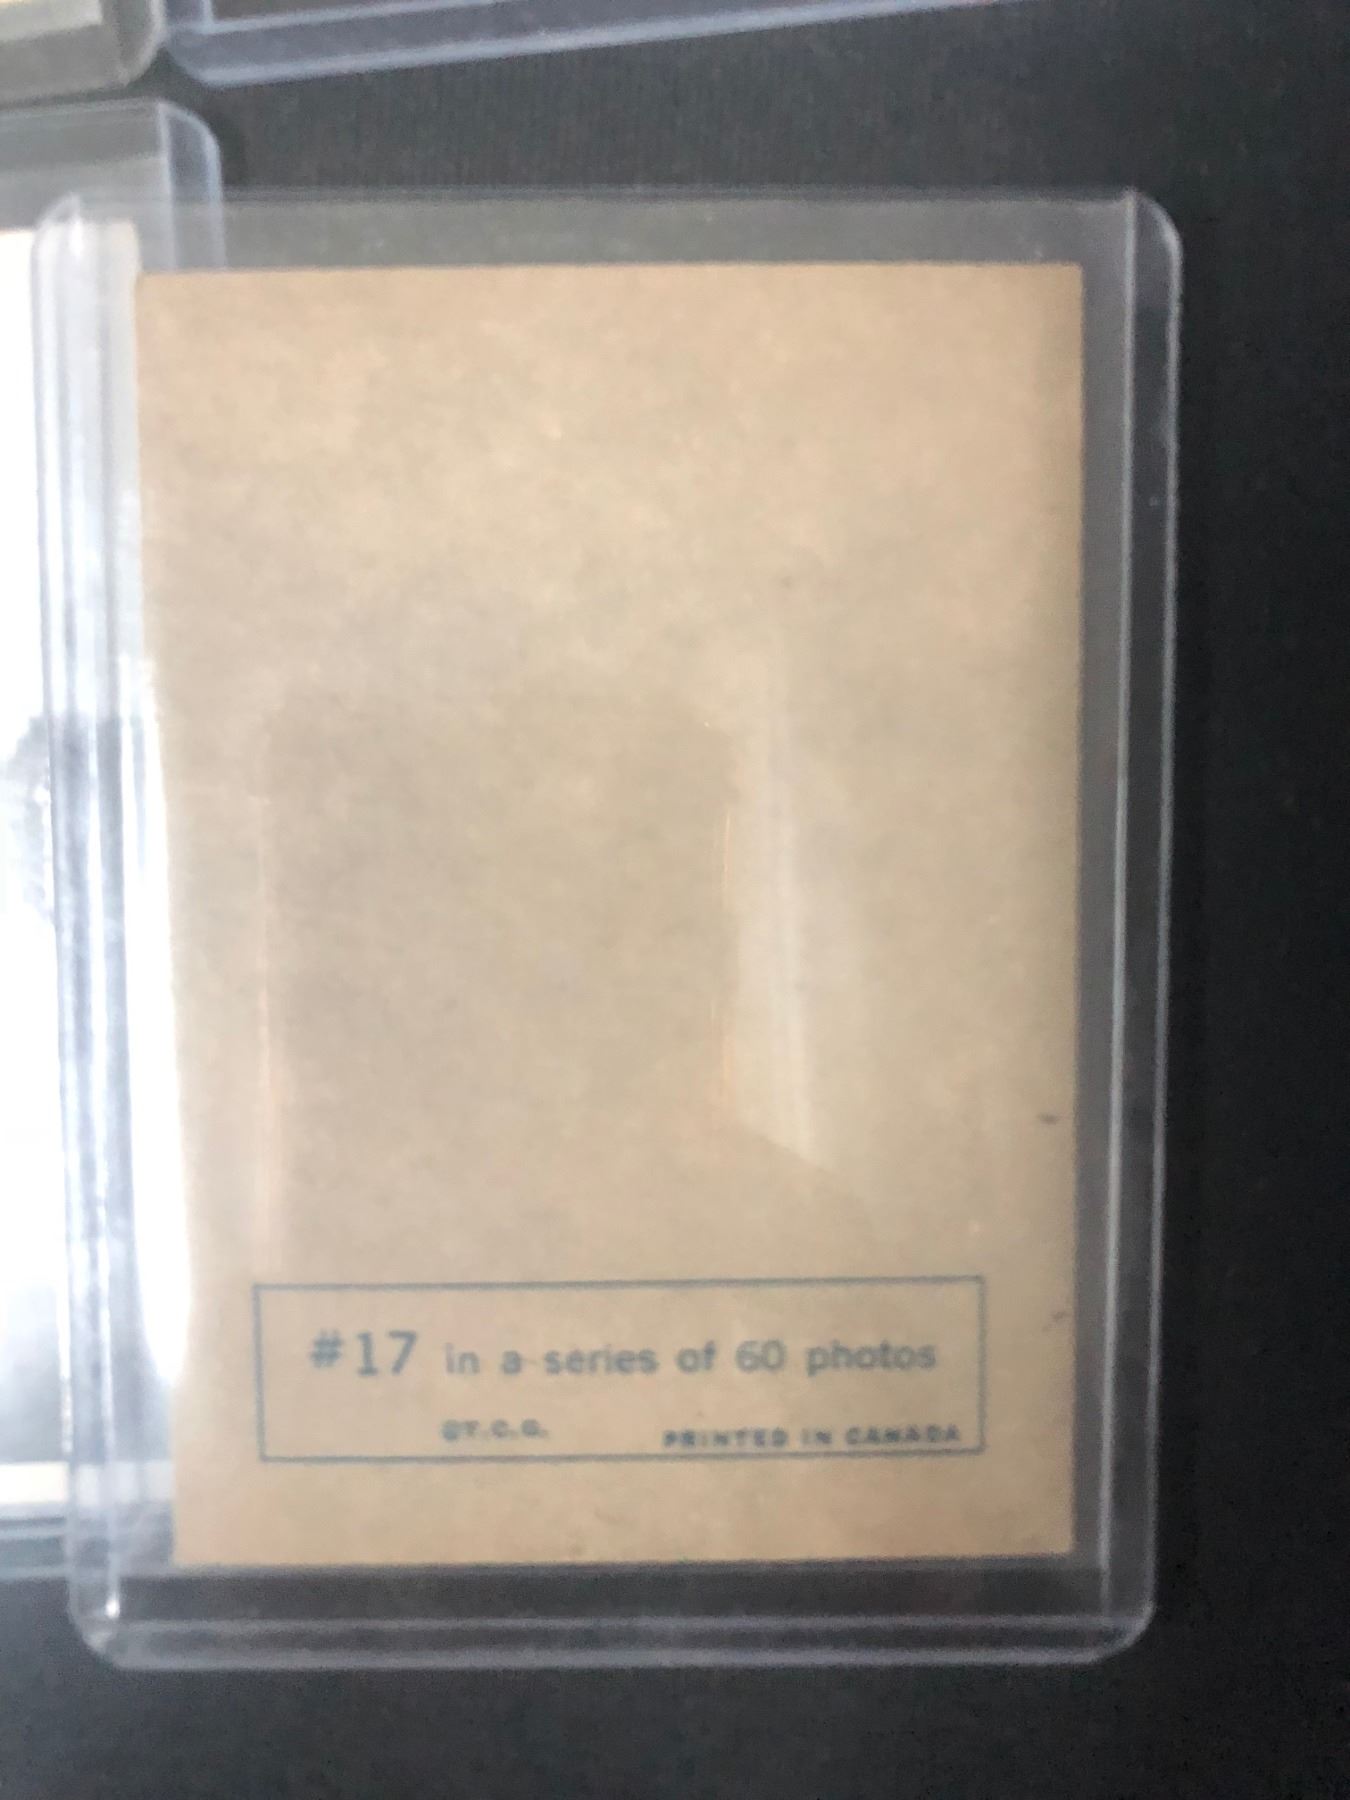 #17 in a series of 60 photos
©T.C.G. PRINTED IN CANADA